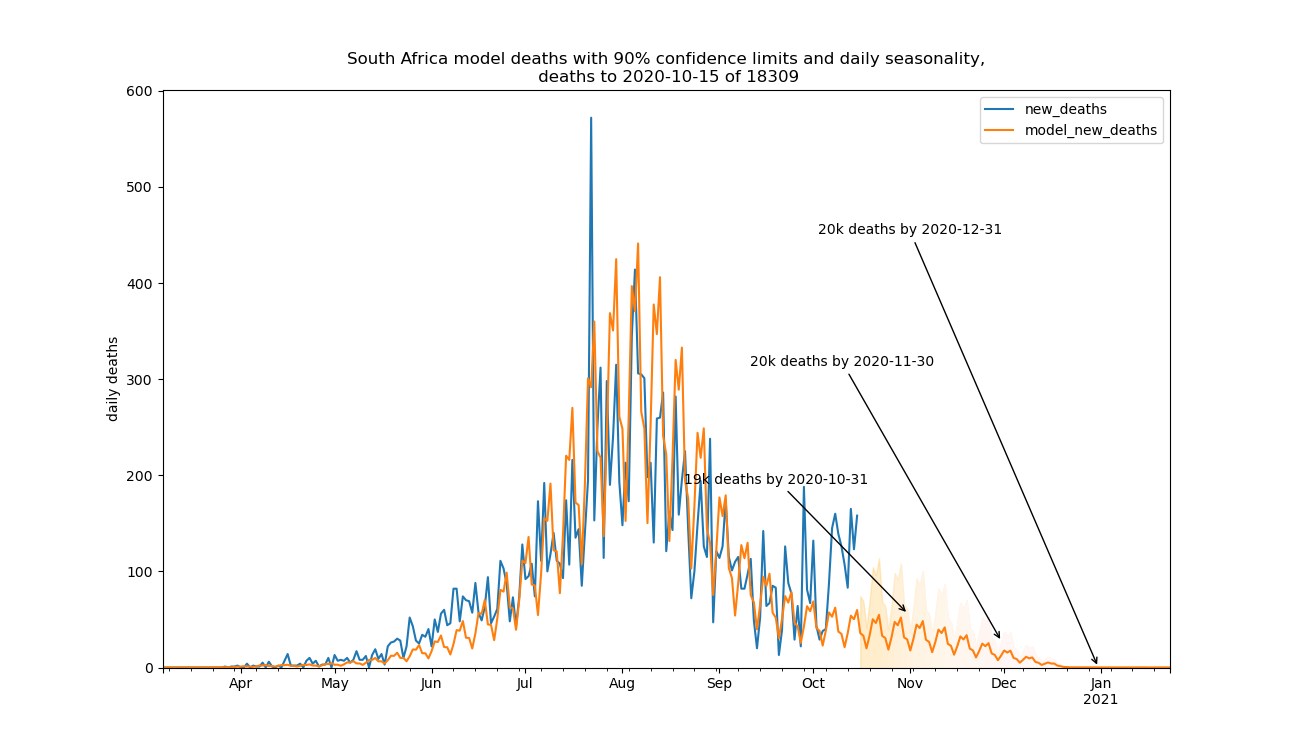 South Africa model deaths with 90% confidence limits and daily seasonality,
deaths to 2020-10-15 of 18309
600
new_deaths
model_new_deaths
500
20k deaths by 2020-12-31
400
daily deaths
20k deaths by 2020-11-30
300
19k deaths by 2020-10-31
200
100
0
Apr May Jun Jul Aug Sep Oct Nov Dec Jan
2021